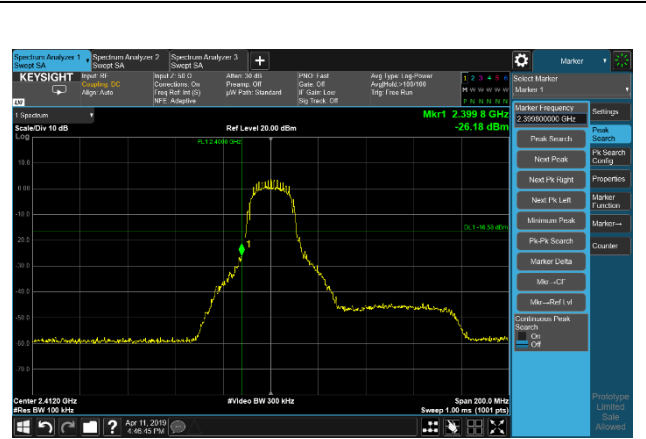 Spectrum Analyzer 1
Swept SA
Spectrum Analyzer 2
Swept SA
Spectrum Analyzer 3
Swept SA
+
Marker
KEYSIGHT
Input: RF
Coupling: DC
Align: Auto
Input Z: 50 Ω
Corrections: On
Freq Ref: Int (S)
NFE: Adaptive
Atten: 30 dB
Preamp: Off
µW Path: Standard
PNO: Fast
Gate: Off
IF Gain: Low
Sig Track: Off
Avg Type: Log-Power
Avg|Hold:>100/100
Trig: Free Run
1 2 3 4 5 6
M W W W W W
P N N N N N
Select Marker
Marker 1
1 Spectrum
Scale/Div 10 dB
Log
Ref Level 20.00 dBm
Mkr1 2.399 8 GHz
-26.18 dBm
FL1 2.4000 GHz
DL1 -16.58 dBm
1
10.0
0.00
-10.0
-20.0
-30.0
-40.0
-50.0
-60.0
-70.0
Center 2.4120 GHz
#Res BW 100 kHz
#Video BW 300 kHz
Span 200.0 MHz
Sweep 1.00 ms (1001 pts)
Marker Frequency
2.399800000 GHz
Peak Search
Next Peak
Next Pk Right
Next Pk Left
Minimum Peak
Pk-Pk Search
Marker Delta
Mkr→CF
Mkr→Ref Lvl
Continuous Peak
Search
On
Off
Settings
Peak
Search
Pk Search
Config
Properties
Marker
Function
Marker→
Counter
Prototype
Limited
Sale
Allowed
?
Apr 11, 2019
4:46:45 PM